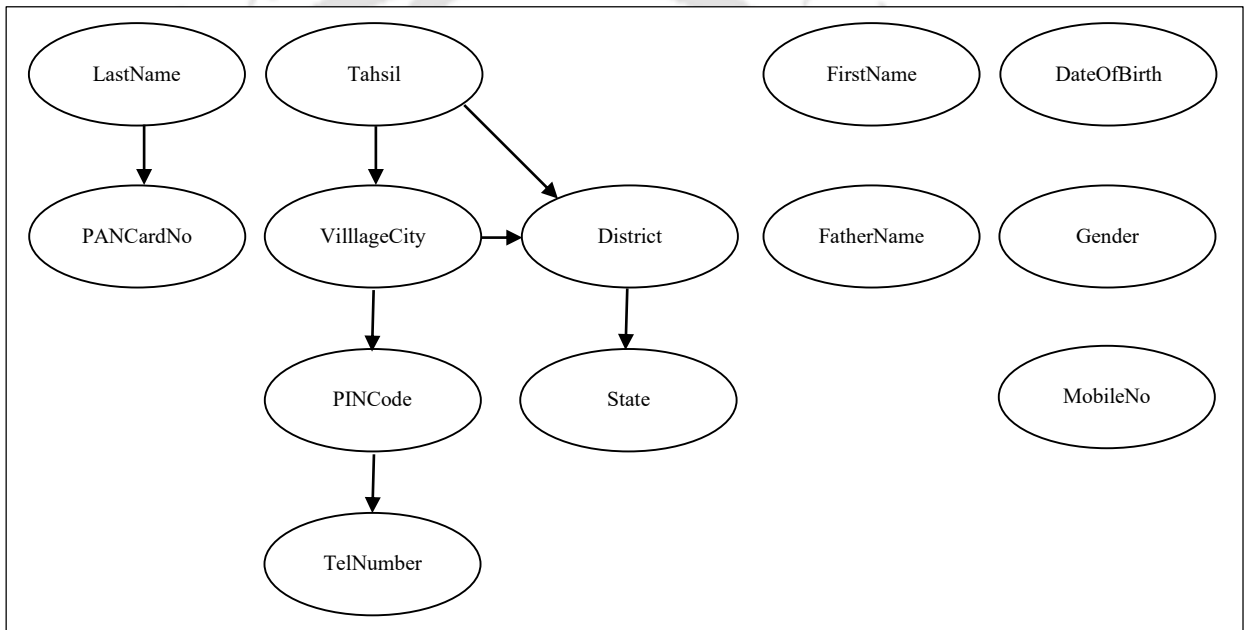 LastName
Tahsil
FirstName
DateOfBirth
PANCardNo
VilllageCity
District
FatherName
Gender
PINCode
State
MobileNo
TelNumber